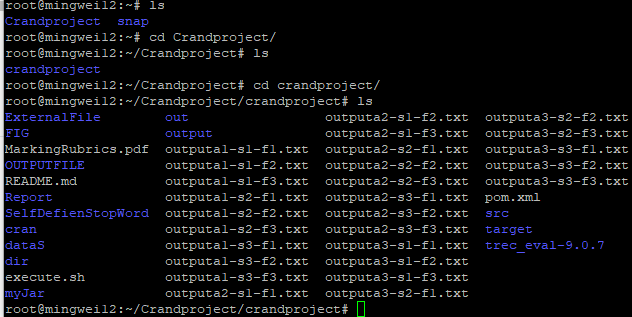 root@mingwei12:~# ls
Crandproject snap
root@mingwei12:~# cd Crandproject/
root@mingwei12:~/Crandproject# ls
crandproject
root@mingwei12:~/Crandproject# cd crandproject/
root@mingwei12:~/Crandproject/crandproject# ls
ExternalFile out outputa2-s1-f2.txt outputa3-s2-f2.txt
FIG output outputa2-s1-f3.txt outputa3-s2-f3.txt
MarkingRubrics.pdf outputa1-s1-f1.txt outputa2-s2-f1.txt outputa3-s3-f1.txt
OUTPUTFILE outputa1-s1-f2.txt outputa2-s2-f2.txt outputa3-s3-f2.txt
README.md outputa1-s1-f3.txt outputa2-s2-f3.txt outputa3-s3-f3.txt
Report outputa1-s2-f1.txt outputa2-s3-f1.txt pom.xml
SelfDefienStopWord outputa1-s2-f2.txt outputa2-s3-f2.txt src
cran outputa1-s2-f3.txt outputa2-s3-f3.txt target
dataS outputa1-s3-f1.txt outputa3-s1-f1.txt trec_eval-9.0.7
dir outputa1-s3-f2.txt outputa3-s1-f2.txt
execute.sh outputa1-s3-f3.txt outputa3-s1-f3.txt
myJar outputa2-s1-f1.txt outputa3-s2-f1.txt
root@mingwei12:~/Crandproject/crandproject#